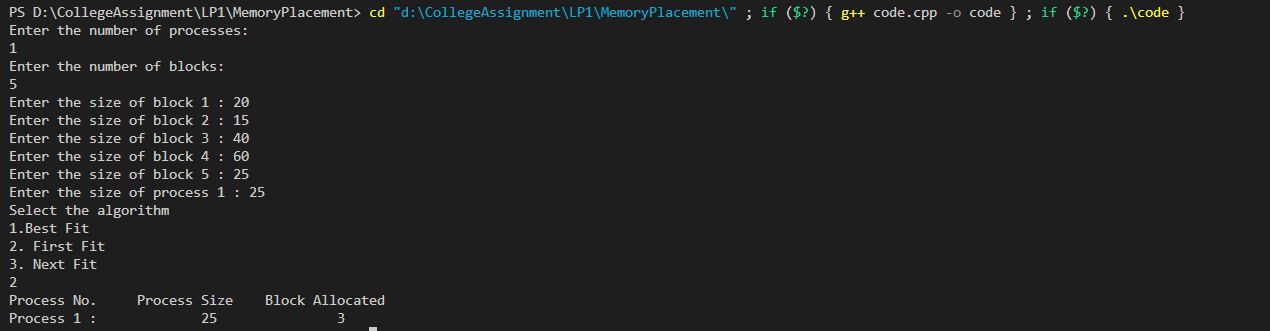 PS D:\CollegeAssignment\LP1\MemoryPlacement> cd "d:\CollegeAssignment\LP1\MemoryPlacement\" ; if ($?) { g++ code.cpp -o code } ; if ($?) { .\code }
Enter the number of processes:
1
Enter the number of blocks:
5
Enter the size of block 1 : 20
Enter the size of block 2 : 15
Enter the size of block 3 : 40
Enter the size of block 4 : 60
Enter the size of block 5 : 25
Enter the size of process 1 : 25
Select the algorithm
1.Best Fit
2. First Fit
3. Next Fit
2
Process No.     Process Size    Block Allocated
Process 1 :             25               3